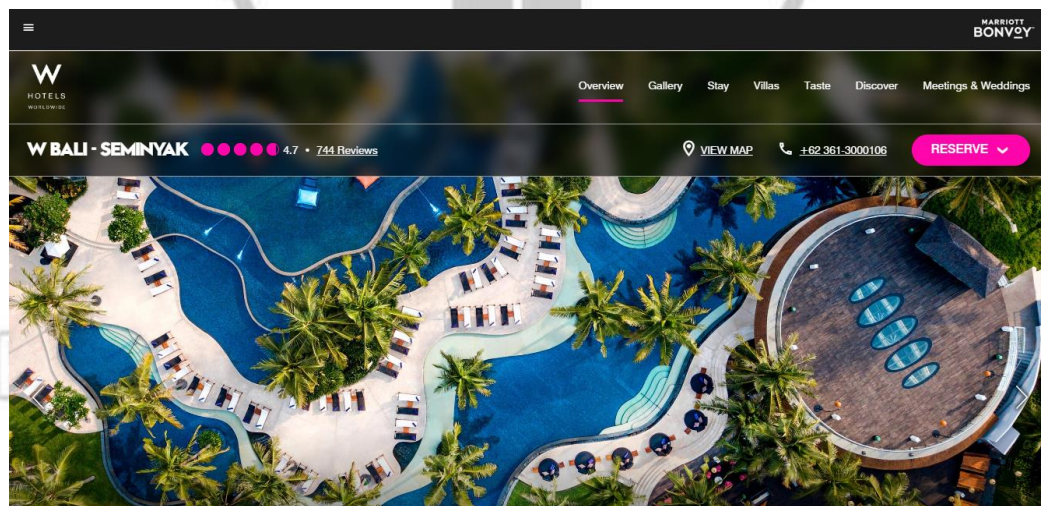 MARRIOTT
BONVOY
W
HOTELS
WORLDWIDE
Overview Gallery Stay Villas Taste Discover Meetings & Weddings
W BALI - SEMINYAK 4.7 • 744 Reviews VIEW MAP +62 361-3000106 RESERVE